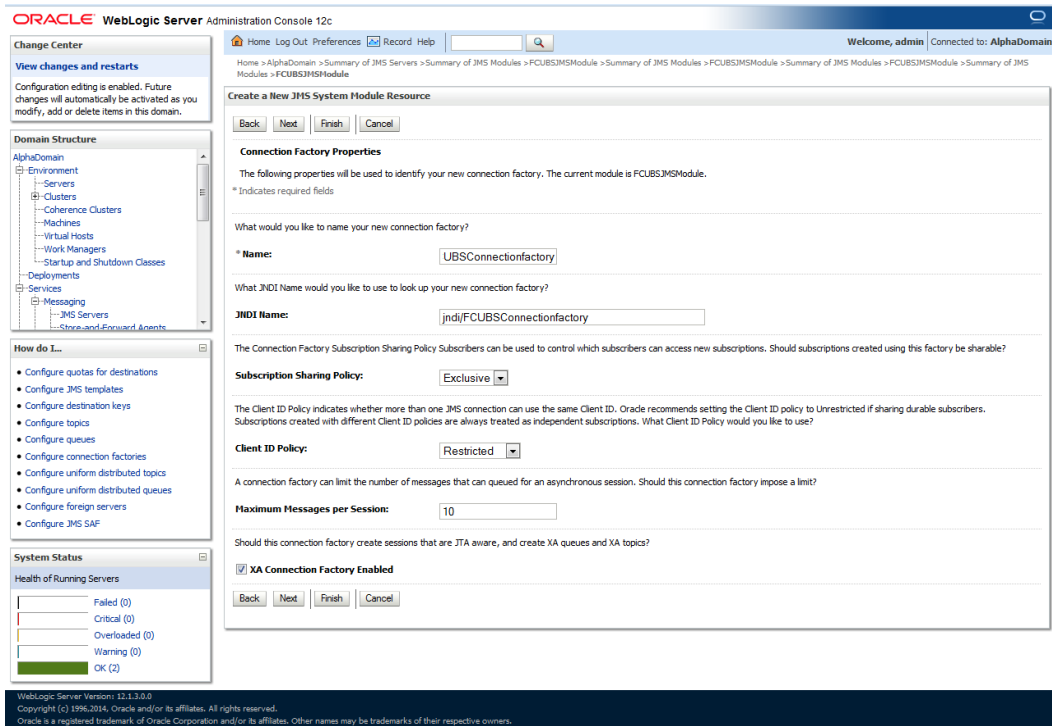 ORACLE WebLogic Server Administration Console 12c
Change Center
View changes and restarts
Configuration editing is enabled. Future
changes will automatically be activated as you
modify, add or delete items in this domain.
Domain Structure
AlphaDomain
Environment
Servers
Clusters
Coherence Clusters
Machines
Virtual Hosts
Work Managers
Startup and Shutdown Classes
Deployments
Services
Messaging
JMS Servers
Store-and-Forward Agents
How do I...
Configure quotas for destinations
Configure JMS templates
Configure destination keys
Configure topics
Configure queues
Configure connection factories
Configure uniform distributed topics
Configure uniform distributed queues
Configure foreign servers
Configure JMS SAF
System Status
Health of Running Servers
Failed (0)
Critical (0)
Overloaded (0)
Warning (0)
OK (2)
Home Log Out Preferences Record Help
Welcome, admin Connected to: AlphaDomain
Home >AlphaDomain >Summary of JMS Servers >Summary of JMS Modules >FCUBSJMSModule >Summary of JMS Modules >FCUBSJMSModule >Summary of JMS Modules >FCUBSJMSModule >Summary of JMS
Modules >FCUBSJMSModule
Create a New JMS System Module Resource
Back Next Finish Cancel
Connection Factory Properties
The following properties will be used to identify your new connection factory. The current module is FCUBSJMSModule.
* Indicates required fields
What would you like to name your new connection factory?
* Name: UBSConnectionfactory
What JNDI Name would you like to use to look up your new connection factory?
JNDI Name: jndi/FCUBSConnectionfactory
The Connection Factory Subscription Sharing Policy Subscribers can be used to control which subscribers can access new subscriptions. Should subscriptions created using this factory be sharable?
Subscription Sharing Policy: Exclusive
The Client ID Policy indicates whether more than one JMS connection can use the same Client ID. Oracle recommends setting the Client ID policy to Unrestricted if sharing durable subscribers.
Subscriptions created with different Client ID policies are always treated as independent subscriptions. What Client ID Policy would you like to use?
Client ID Policy: Restricted
A connection factory can limit the number of messages that can queued for an asynchronous session. Should this connection factory impose a limit?
Maximum Messages per Session: 10
Should this connection factory create sessions that are JTA aware, and create XA queues and XA topics?
XA Connection Factory Enabled
Back Next Finish Cancel
WebLogic Server Version: 12.1.3.0.0
Copyright (c) 1996,2014, Oracle and/or its affiliates. All rights reserved.
Oracle is a registered trademark of Oracle Corporation and/or its affiliates. Other names may be trademarks of their respective owners.